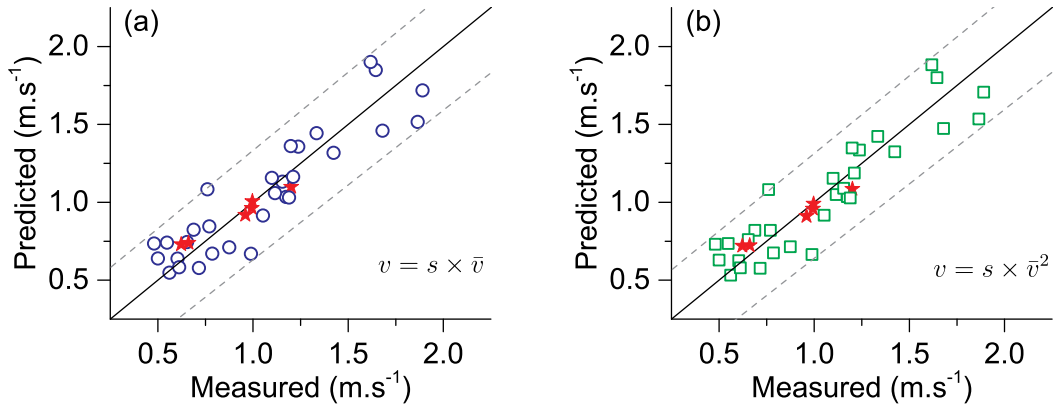 (a)
2.0
1.5
1.0
0.5
Predicted (m.s⁻¹)
v = s × v̄
0.5 1.0 1.5 2.0
Measured (m.s⁻¹)
(b)
2.0
1.5
1.0
0.5
Predicted (m.s⁻¹)
v = s × v̄²
0.5 1.0 1.5 2.0
Measured (m.s⁻¹)